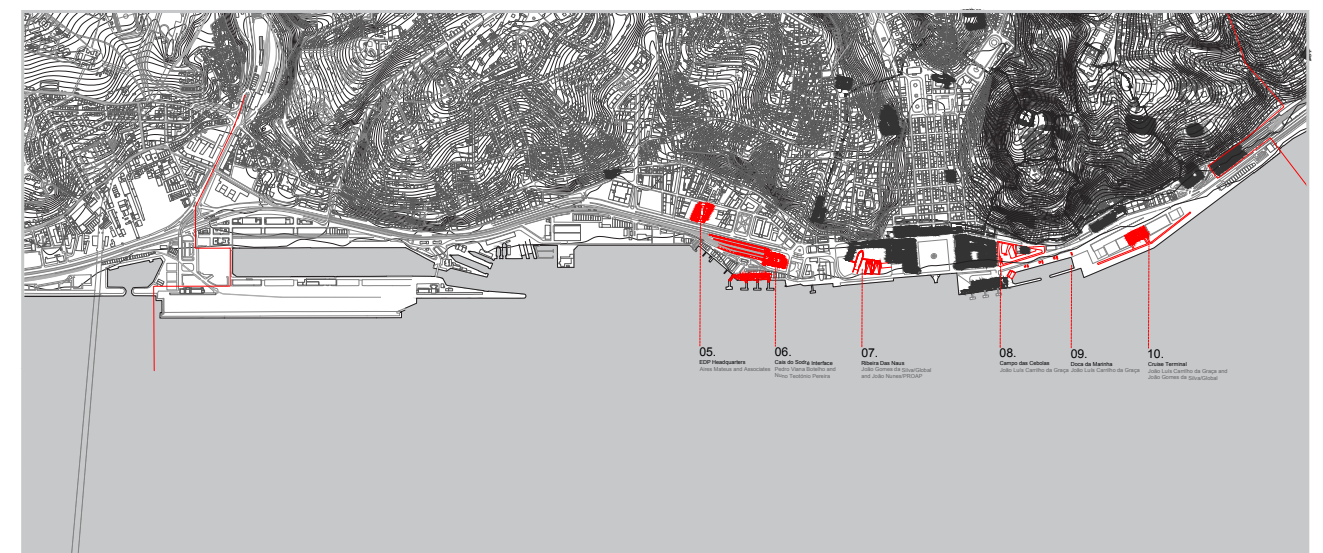 05.
EDP Headquarters
Aires Mateus and Associates
06.
Cais do Sodré Interface
Pedro Viana Botelho and
Nuno Teotónio Pereira
07.
Ribeira Das Naus
João Gomes da Silva/Global
and João Nunes/PROAP
08.
Campo das Cebolas
João Luís Carrilho da Graça
09.
Doca da Marinha
João Luís Carrilho da Graça
10.
Cruise Terminal
João Luís Carrilho da Graça and
João Gomes da Silva/Global